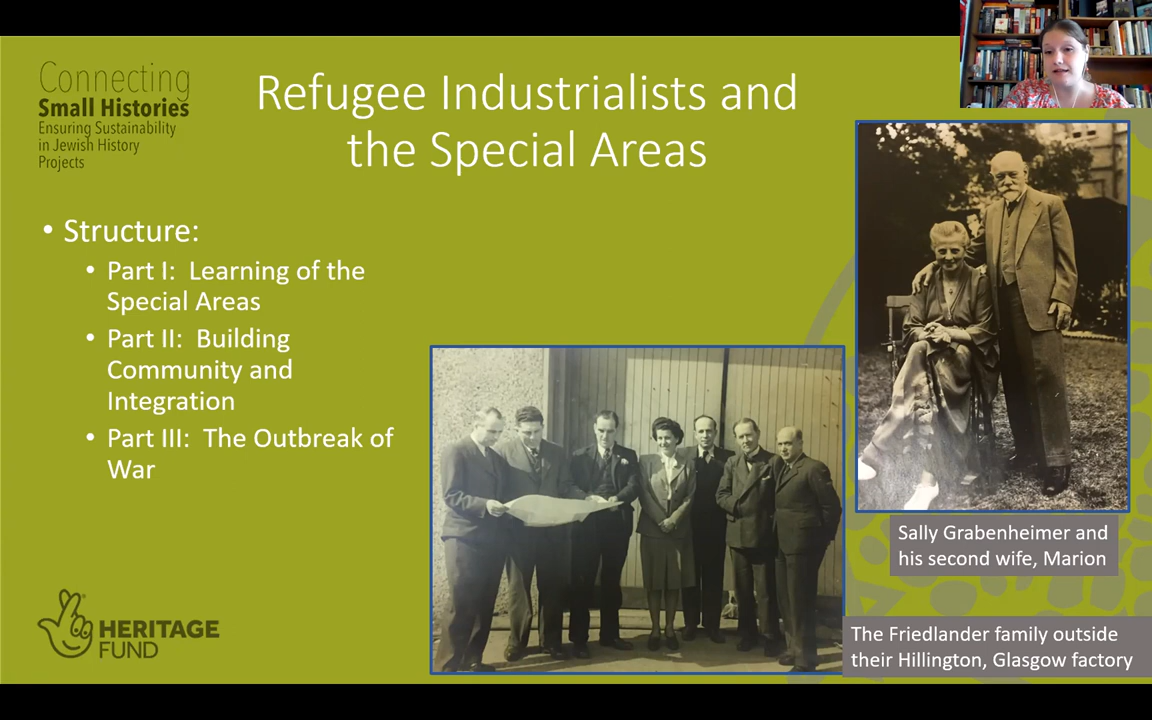 Connecting
Small Histories
Ensuring Sustainability
in Jewish History
Projects
Refugee Industrialists and
the Special Areas
• Structure:
• Part I: Learning of the
Special Areas
• Part II: Building
Community and
Integration
• Part III: The Outbreak of
War
Sally Grabenheimer and
his second wife, Marion
The Friedlander family outside
their Hillington, Glasgow factory
HERITAGE
FUND